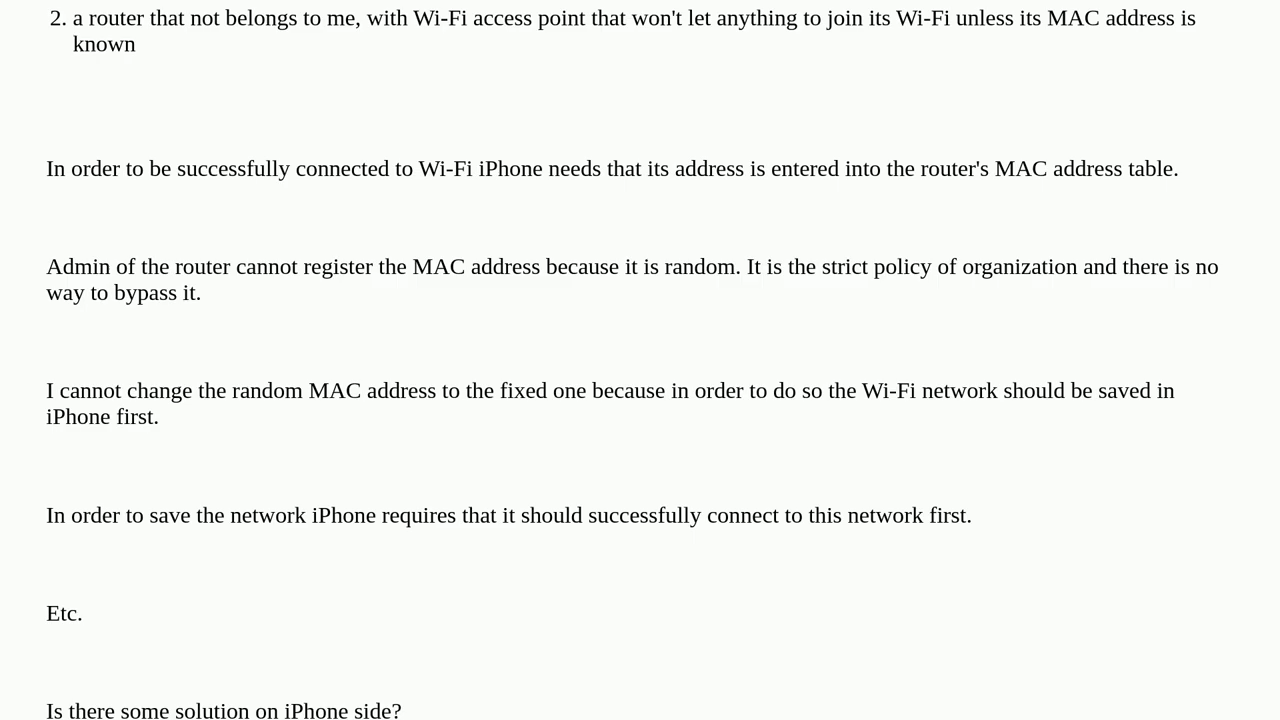 2. a router that not belongs to me, with Wi-Fi access point that won't let anything to join its Wi-Fi unless its MAC address is
known
In order to be successfully connected to Wi-Fi iPhone needs that its address is entered into the router's MAC address table.
Admin of the router cannot register the MAC address because it is random. It is the strict policy of organization and there is no
way to bypass it.
I cannot change the random MAC address to the fixed one because in order to do so the Wi-Fi network should be saved in
iPhone first.
In order to save the network iPhone requires that it should successfully connect to this network first.
Etc.
Is there some solution on iPhone side?